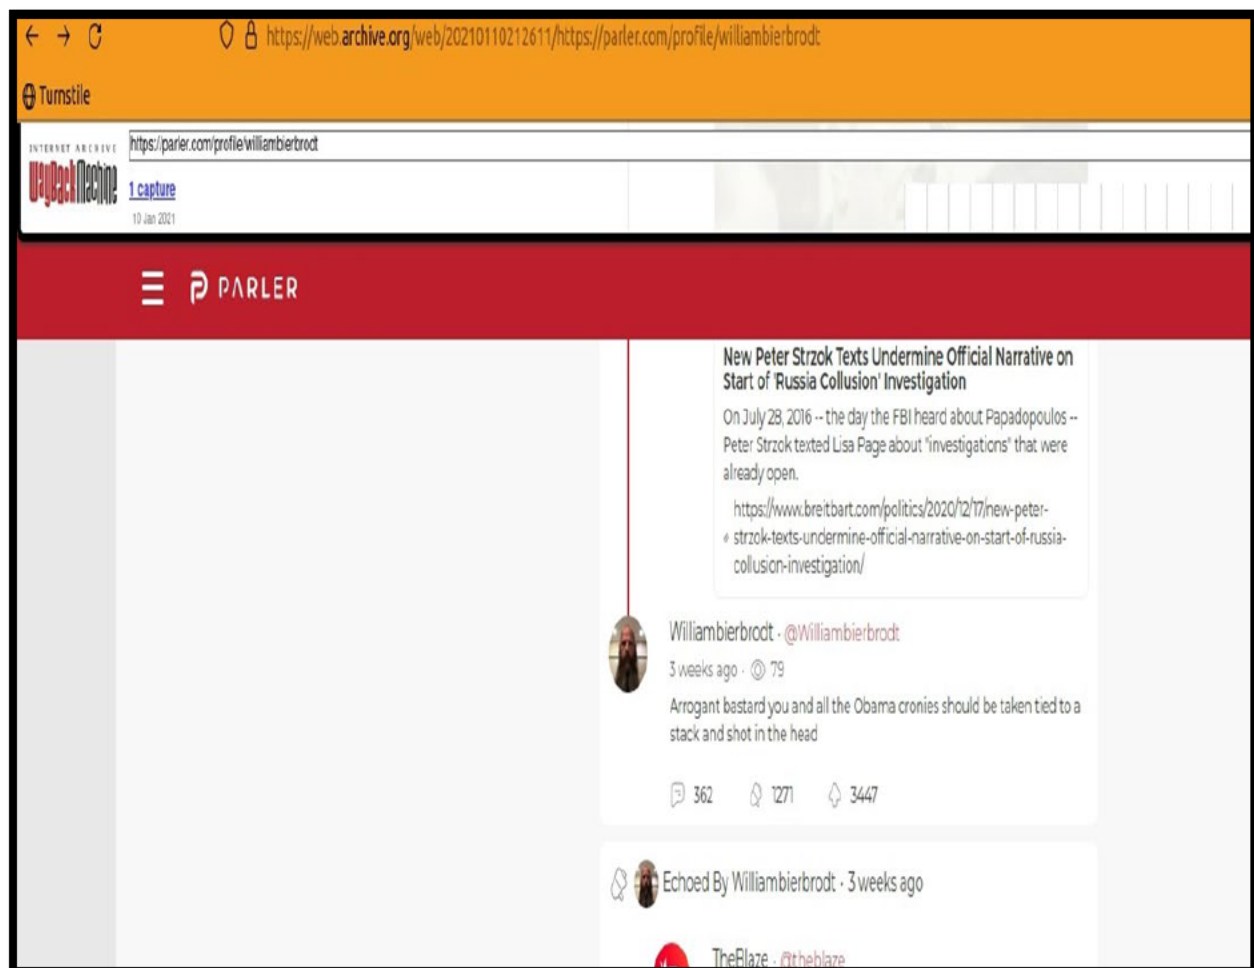 https://web.archive.org/web/20210110212611/https://parler.com/profile/williambierbrodt
Turnstile
INTERNET ARCHIVE
WayBack Machine
https://parler.com/profile/williambierbrodt
1 capture
10 Jan 2021
PARLER
New Peter Strzok Texts Undermine Official Narrative on
Start of 'Russia Collusion' Investigation
On July 28, 2016 -- the day the FBI heard about Papadopoulos --
Peter Strzok texted Lisa Page about "investigations" that were
already open.
https://www.breitbart.com/politics/2020/12/17/new-peter-
strzok-texts-undermine-official-narrative-on-start-of-russia-
collusion-investigation/
Williambierbrodt · @Williambierbrodt
3 weeks ago · 79
Arrogant bastard you and all the Obama cronies should be taken tied to a
stack and shot in the head
362 1271 3447
Echoed By Williambierbrodt · 3 weeks ago
TheBlaze · @theblaze